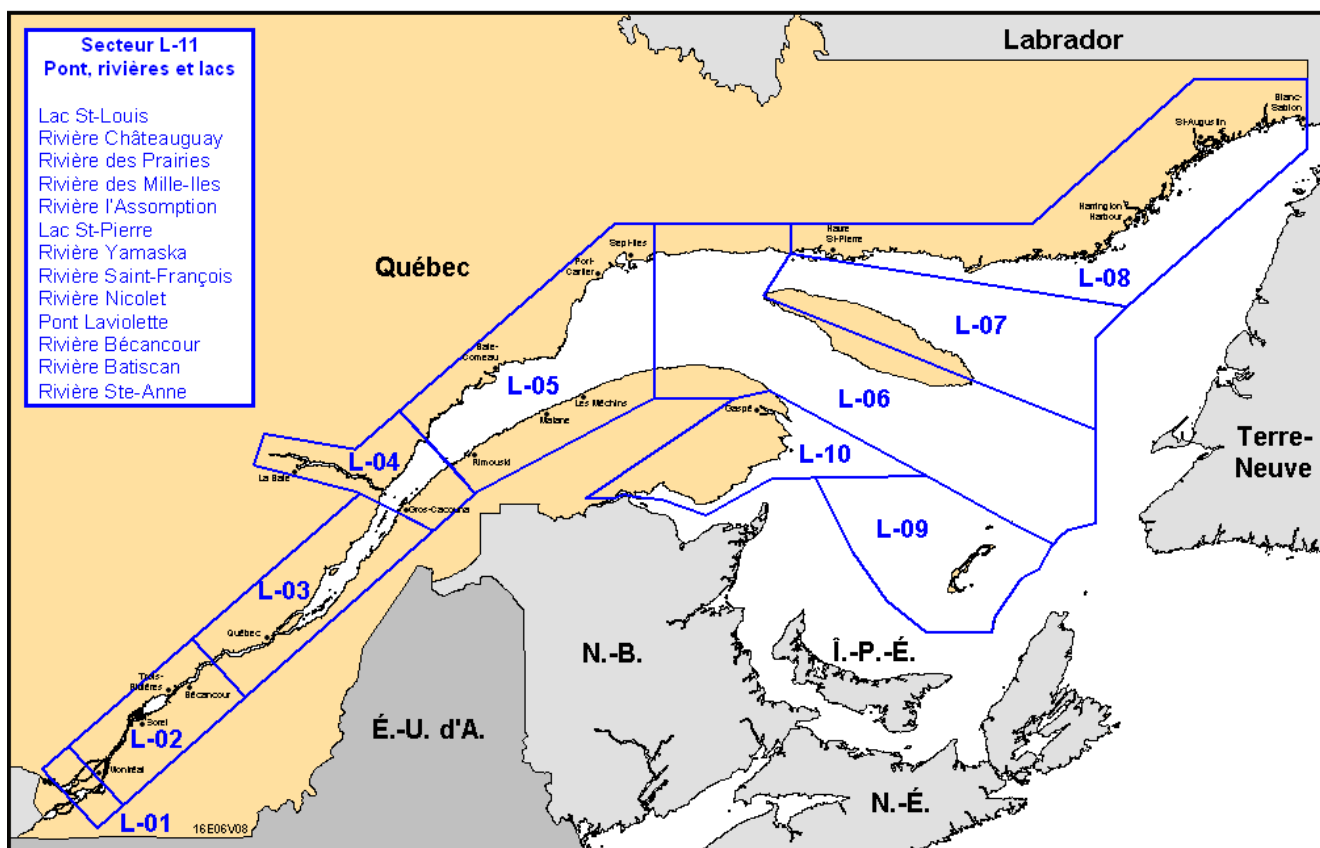 Secteur L-11
Pont, rivières et lacs
Lac St-Louis
Rivière Châteauguay
Rivière des Prairies
Rivière des Mille-Iles
Rivière l'Assomption
Lac St-Pierre
Rivière Yamaska
Rivière Saint-François
Rivière Nicolet
Pont Laviolette
Rivière Bécancour
Rivière Batiscan
Rivière Ste-Anne
Labrador
Blanc-
Sablon
St-Augustin
Harrington
Harbour
Havre
St-Pierre
Sept-Iles
Port-
Cartier
Québec
L-08
L-07
Baie-
Comeau
L-05
Les Méchins
Matane
L-06
Gaspé
Terre-
Neuve
L-04
La Baie
Rimouski
L-10
Gros-Cacouna
L-09
L-03
Québec
N.-B.
Î.-P.-É.
Trois-
Rivières
Bécancour
Sorel
É.-U. d'A.
L-02
Montréal
N.-É.
L-01
16E06V08